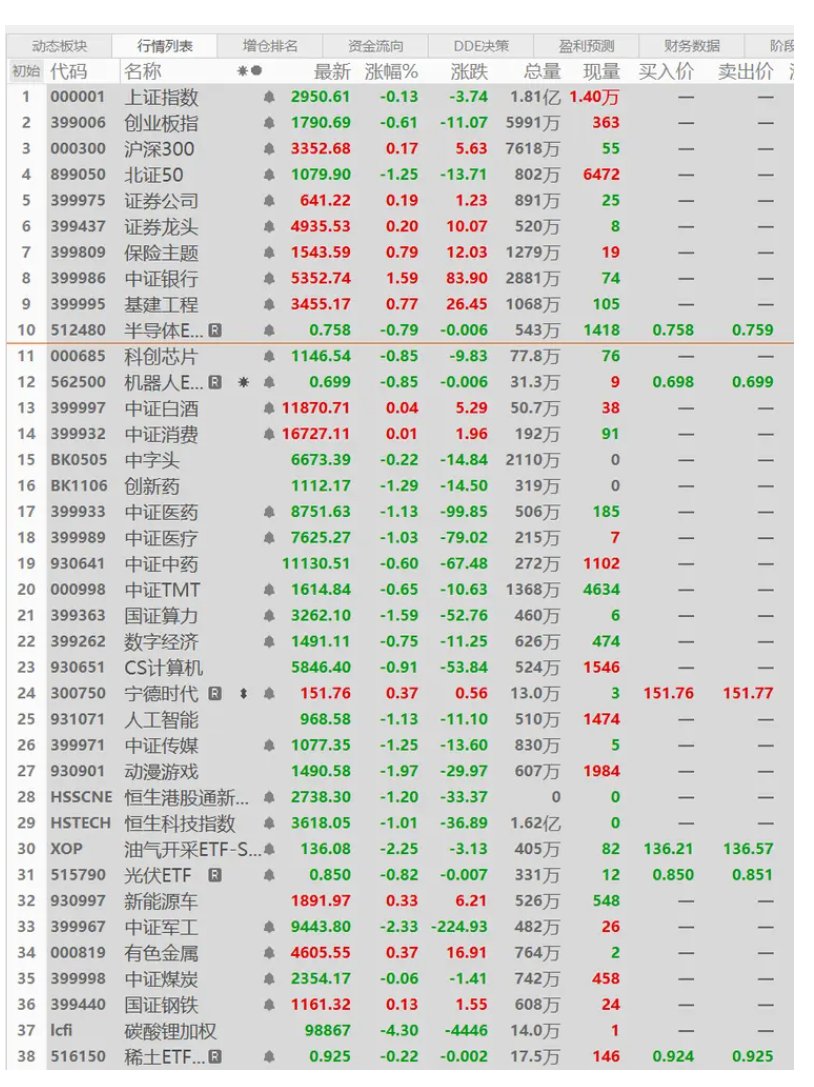 动态板块 行情列表 增仓排名 资金流向 DDE决策 盈利预测 财务数据 阶段
初始 代码 名称 最新 涨幅% 涨跌 总量 现量 买入价 卖出价
1 000001 上证指数 2950.61 -0.13 -3.74 1.81亿 1.40万 — —
2 399006 创业板指 1790.69 -0.61 -11.07 5991万 363 — —
3 000300 沪深300 3352.68 0.17 5.63 7618万 55 — —
4 899050 北证50 1079.90 -1.25 -13.71 802万 6472 — —
5 399975 证券公司 641.22 0.19 1.23 891万 25 — —
6 399437 证券龙头 4935.53 0.20 10.07 520万 8 — —
7 399809 保险主题 1543.59 0.79 12.03 1279万 19 — —
8 399986 中证银行 5352.74 1.59 83.90 2881万 74 — —
9 399995 基建工程 3455.17 0.77 26.45 1068万 105 — —
10 512480 半导体E... R 0.758 -0.79 -0.006 543万 1418 0.758 0.759
11 000685 科创芯片 1146.54 -0.85 -9.83 77.8万 76 — —
12 562500 机器人E... R 0.699 -0.85 -0.006 31.3万 9 0.698 0.699
13 399997 中证白酒 11870.71 0.04 5.29 50.7万 38 — —
14 399932 中证消费 16727.11 0.01 1.96 192万 91 — —
15 BK0505 中字头 6673.39 -0.22 -14.84 2110万 0 — —
16 BK1106 创新药 1112.17 -1.29 -14.50 319万 0 — —
17 399933 中证医药 8751.63 -1.13 -99.85 506万 185 — —
18 399989 中证医疗 7625.27 -1.03 -79.02 215万 7 — —
19 930641 中证中药 11130.51 -0.60 -67.48 272万 1102 — —
20 000998 中证TMT 1614.84 -0.65 -10.63 1368万 4634 — —
21 399363 国证算力 3262.10 -1.59 -52.76 460万 6 — —
22 399262 数字经济 1491.11 -0.75 -11.25 626万 474 — —
23 930651 CS计算机 5846.40 -0.91 -53.84 524万 1546 — —
24 300750 宁德时代 R 151.76 0.37 0.56 13.0万 3 151.76 151.77
25 931071 人工智能 968.58 -1.13 -11.10 510万 1474 — —
26 399971 中证传媒 1077.35 -1.25 -13.60 830万 5 — —
27 930901 动漫游戏 1490.58 -1.97 -29.97 607万 1984 — —
28 HSSCNE 恒生港股通新... 2738.30 -1.20 -33.37 0 0 — —
29 HSTECH 恒生科技指数 3618.05 -1.01 -36.89 1.62亿 0 — —
30 XOP 油气开采ETF-S... 136.08 -2.25 -3.13 405万 82 136.21 136.57
31 515790 光伏ETF R 0.850 -0.82 -0.007 331万 12 0.850 0.851
32 930997 新能源车 1891.97 0.33 6.21 526万 548 — —
33 399967 中证军工 9443.80 -2.33 -224.93 482万 26 — —
34 000819 有色金属 4605.55 0.37 16.91 764万 2 — —
35 399998 中证煤炭 2354.17 -0.06 -1.41 742万 458 — —
36 399440 国证钢铁 1161.32 0.13 1.55 608万 24 — —
37 lcfi 碳酸锂加权 98867 -4.30 -4446 14.0万 1 — —
38 516150 稀土ETF... R 0.925 -0.22 -0.002 17.5万 146 0.924 0.925